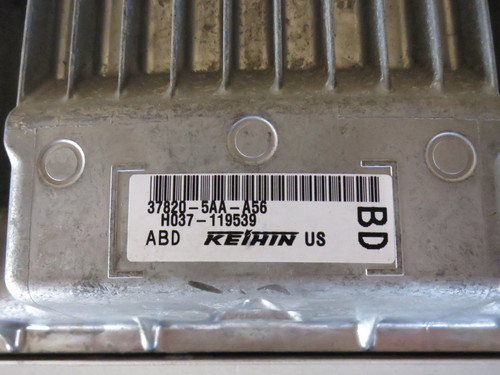 37820-5AA-A56
H037-119539
ABD KEIHIN US
BD